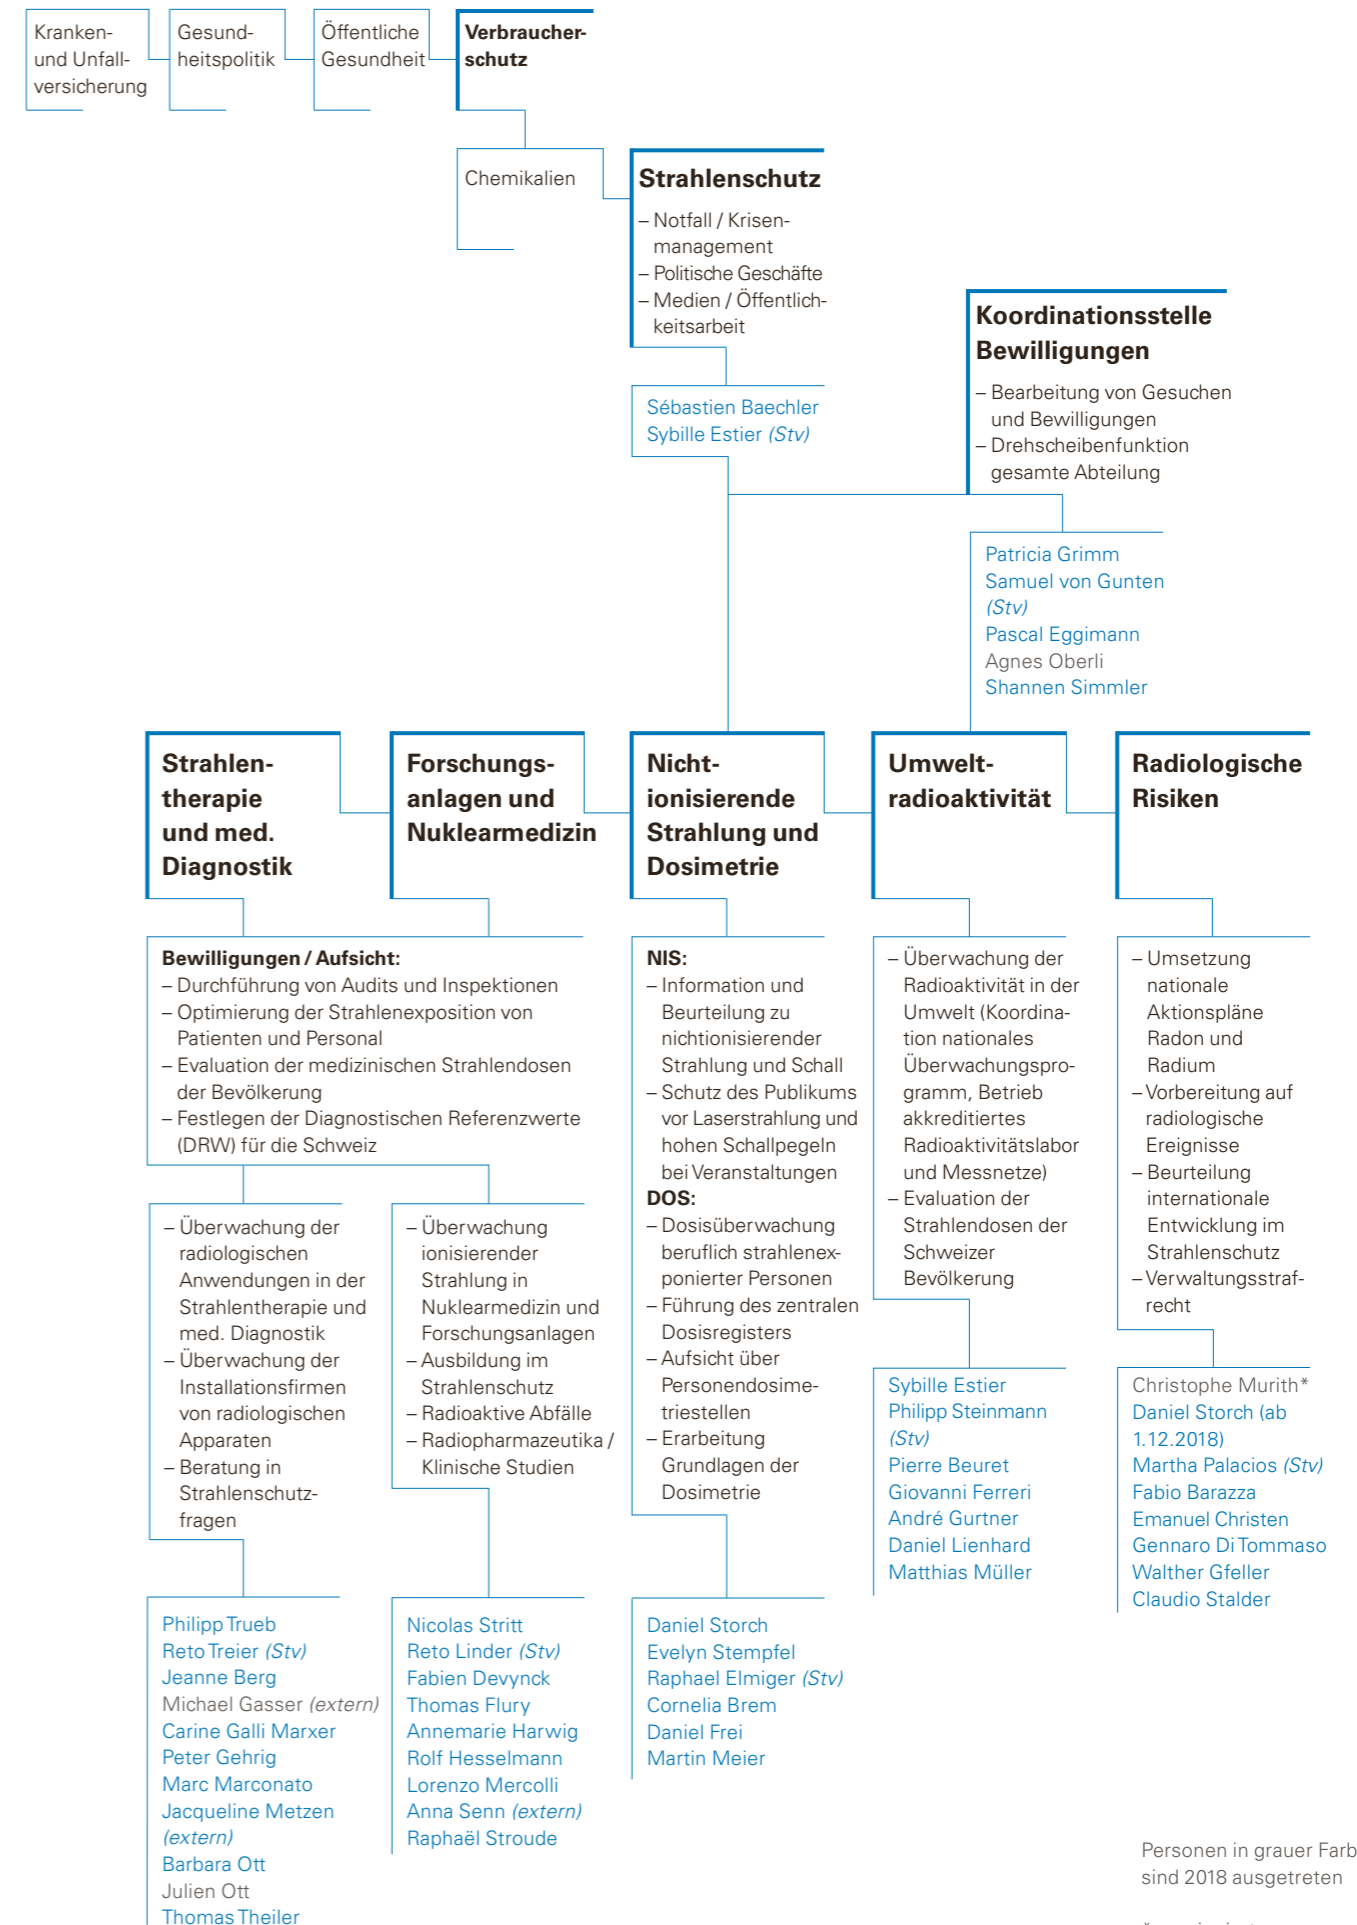 Kranken-
und Unfall-
versicherung
Gesund-
heitspolitik
Öffentliche
Gesundheit
Verbraucher-
schutz
Chemikalien
Strahlenschutz
– Notfall / Krisen-
management
– Politische Geschäfte
– Medien / Öffentlich-
keitsarbeit
Sébastien Baechler
Sybille Estier (Stv)
Koordinationsstelle
Bewilligungen
– Bearbeitung von Gesuchen
und Bewilligungen
– Drehscheibenfunktion
gesamte Abteilung
Patricia Grimm
Samuel von Gunten
(Stv)
Pascal Eggimann
Agnes Oberli
Shannen Simmler
Strahlen-
therapie
und med.
Diagnostik
Forschungs-
anlagen und
Nuklearmedizin
Nicht-
ionisierende
Strahlung und
Dosimetrie
Umwelt-
radioaktivität
Radiologische
Risiken
Bewilligungen / Aufsicht:
– Durchführung von Audits und Inspektionen
– Optimierung der Strahlenexposition von
Patienten und Personal
– Evaluation der medizinischen Strahlendosen
der Bevölkerung
– Festlegen der Diagnostischen Referenzwerte
(DRW) für die Schweiz
– Überwachung der
radiologischen
Anwendungen in der
Strahlentherapie und
med. Diagnostik
– Überwachung der
Installationsfirmen
von radiologischen
Apparaten
– Beratung in
Strahlenschutz-
fragen
Philipp Trueb
Reto Treier (Stv)
Jeanne Berg
Michael Gasser (extern)
Carine Galli Marxer
Peter Gehrig
Marc Marconato
Jacqueline Metzen
(extern)
Barbara Ott
Julien Ott
Thomas Theiler
– Überwachung
ionisierender
Strahlung in
Nuklearmedizin und
Forschungsanlagen
– Ausbildung im
Strahlenschutz
– Radioaktive Abfälle
– Radiopharmazeutika /
Klinische Studien
Nicolas Stritt
Reto Linder (Stv)
Fabien Devynck
Thomas Flury
Annemarie Harwig
Rolf Hesselmann
Lorenzo Mercolli
Anna Senn (extern)
Raphaël Stroude
NIS:
– Information und
Beurteilung zu
nichtionisierender
Strahlung und Schall
– Schutz des Publikums
vor Laserstrahlung und
hohen Schallpegeln
bei Veranstaltungen
DOS:
– Dosisüberwachung
beruflich strahlenex-
ponierter Personen
– Führung des zentralen
Dosisregisters
– Aufsicht über
Personendosime-
triestellen
– Erarbeitung
Grundlagen der
Dosimetrie
Daniel Storch
Evelyn Stempfel
Raphael Elmiger (Stv)
Cornelia Brem
Daniel Frei
Martin Meier
– Überwachung der
Radioaktivität in der
Umwelt (Koordina-
tion nationales
Überwachungspro-
gramm, Betrieb
akkreditiertes
Radioaktivitätslabor
und Messnetze)
– Evaluation der
Strahlendosen der
Schweizer
Bevölkerung
Sybille Estier
Philipp Steinmann
(Stv)
Pierre Beuret
Giovanni Ferreri
André Gurtner
Daniel Lienhard
Matthias Müller
– Umsetzung
nationale
Aktionspläne
Radon und
Radium
– Vorbereitung auf
radiologische
Ereignisse
– Beurteilung
internationale
Entwicklung im
Strahlenschutz
– Verwaltungsstraf-
recht
Christophe Murith*
Daniel Storch (ab
1.12.2018)
Martha Palacios (Stv)
Fabio Barazza
Emanuel Christen
Gennaro Di Tommaso
Walther Gfeller
Claudio Stalder
Personen in grauer Farb
sind 2018 ausgetreten